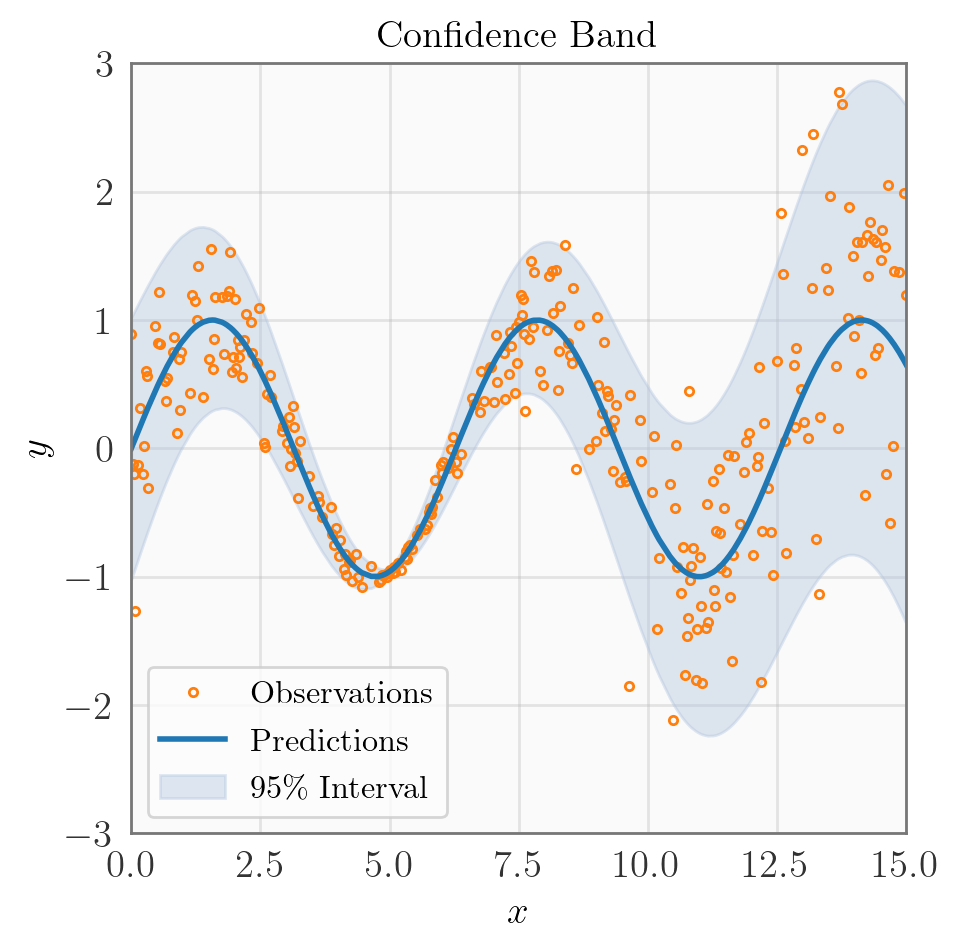 Confidence Band
3
2
1
0
−1
−2
−3
y
Observations
Predictions
95% Interval
0.0 2.5 5.0 7.5 10.0 12.5 15.0
x